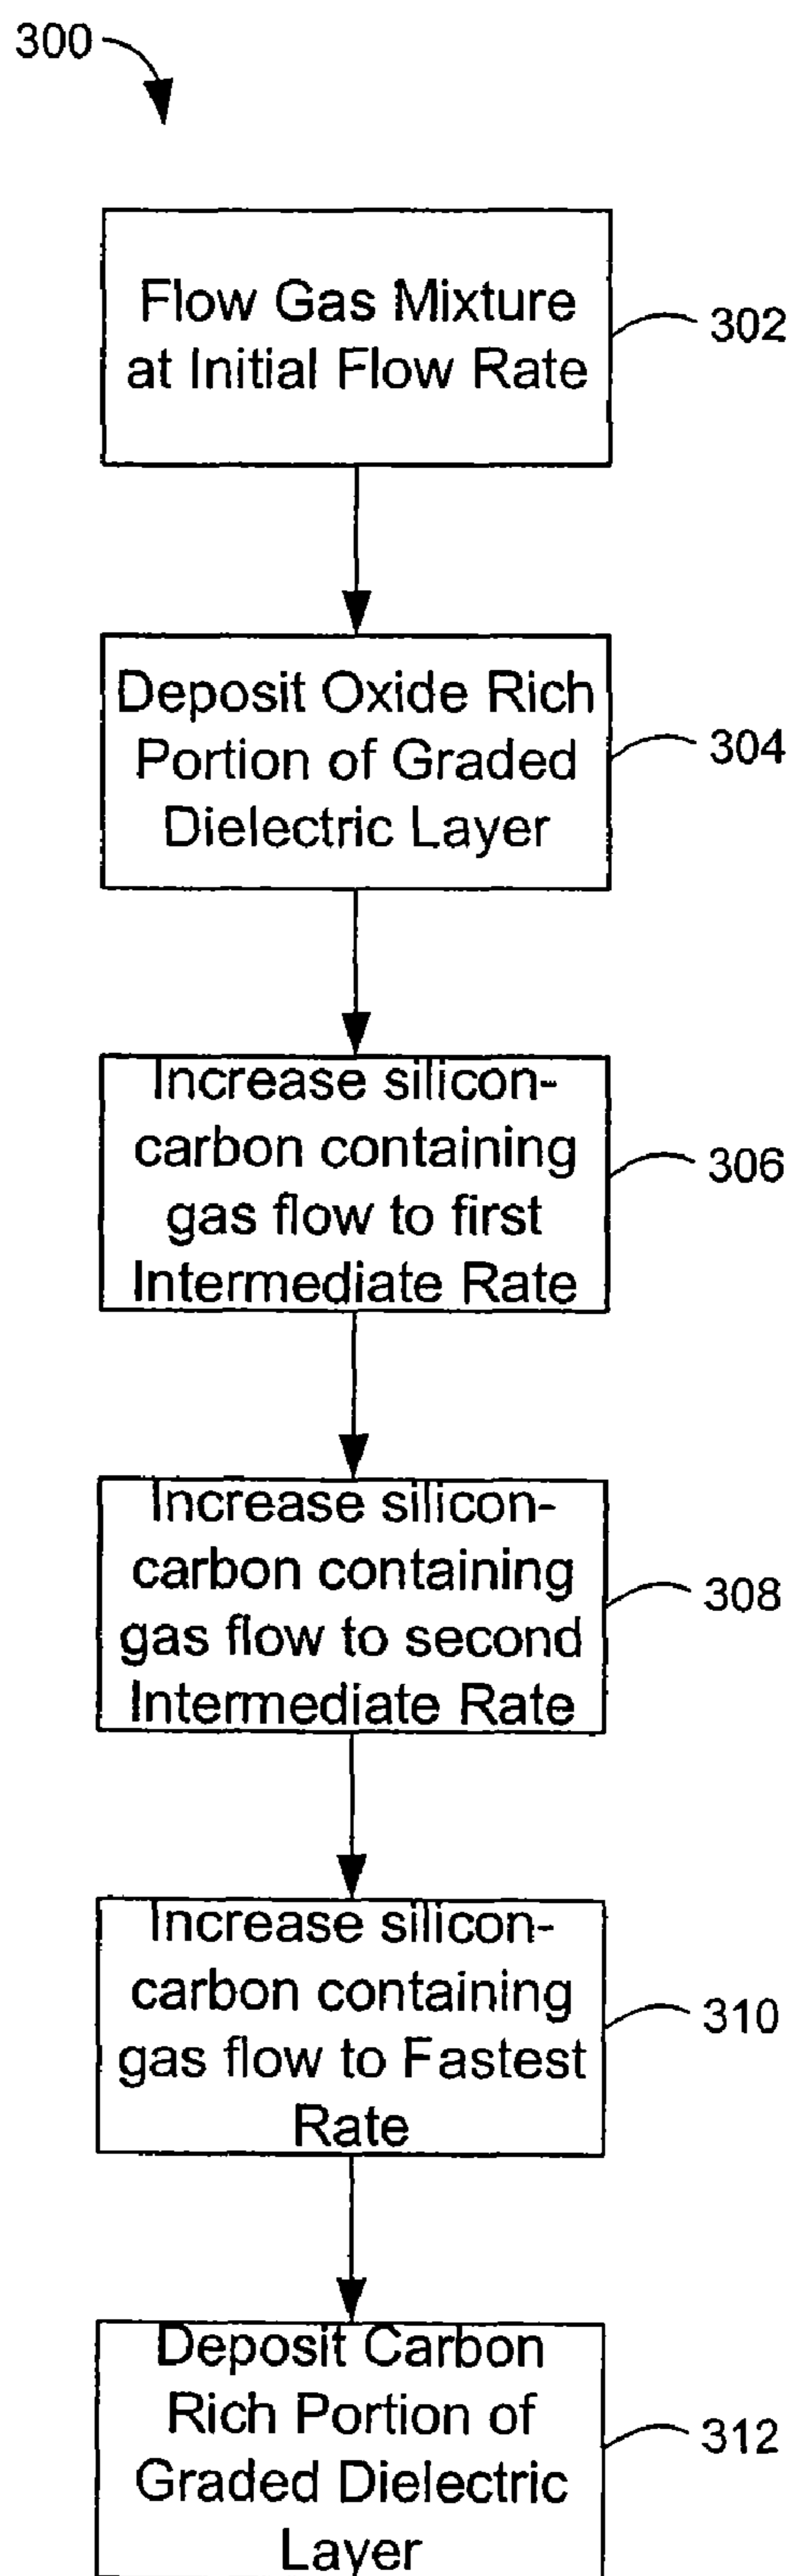 300
Flow Gas Mixture
at Initial Flow Rate
302
Deposit Oxide Rich
Portion of Graded
Dielectric Layer
304
Increase silicon-
carbon containing
gas flow to first
Intermediate Rate
306
Increase silicon-
carbon containing
gas flow to second
Intermediate Rate
308
Increase silicon-
carbon containing
gas flow to Fastest
Rate
310
Deposit Carbon
Rich Portion of
Graded Dielectric
Layer
312